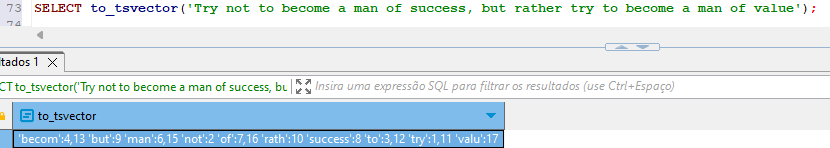 73 SELECT to_tsvector('Try not to become a man of success, but rather try to become a man of value');
74
ltados 1
CT to_tsvector('Try not to become a man of success, bu
Insira uma expressão SQL para filtrar os resultados (use Ctrl+Espaço)
to_tsvector
'becom':4,13 'but':9 'man':6,15 'not':2 'of':7,16 'rath':10 'success':8 'to':3,12 'try':1,11 'valu':17